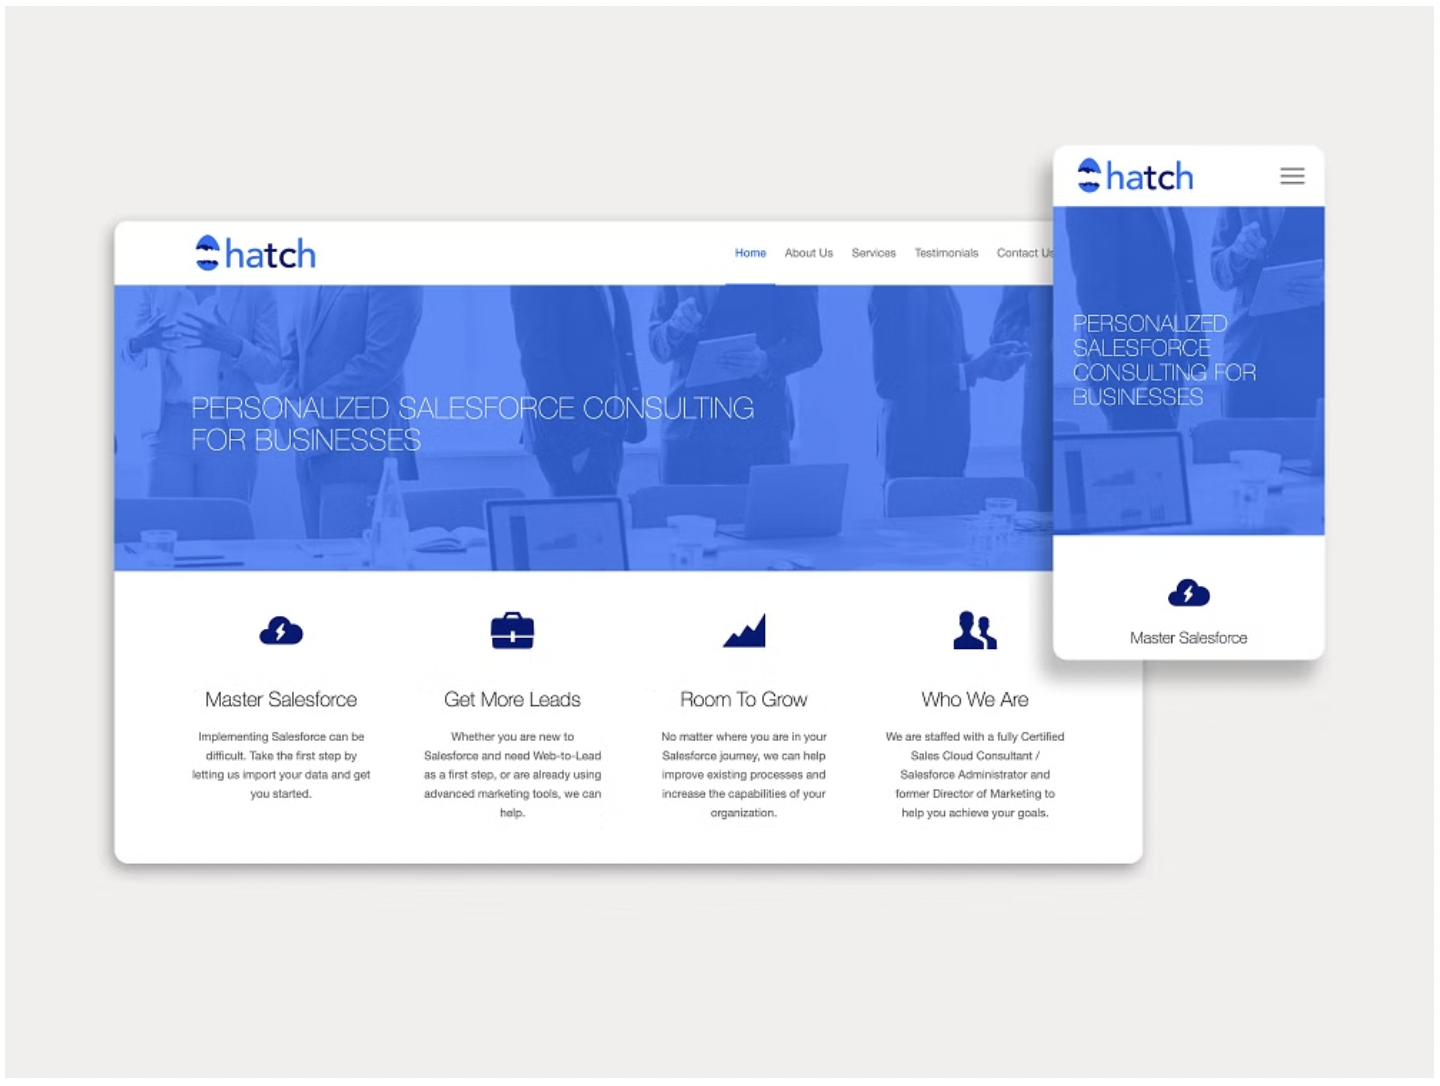 hatch
Home About Us Services Testimonials Contact Us
PERSONALIZED SALESFORCE CONSULTING
FOR BUSINESSES
Master Salesforce
Implementing Salesforce can be
difficult. Take the first step by
letting us import your data and get
you started.
Get More Leads
Whether you are new to
Salesforce and need Web-to-Lead
as a first step, or are already using
advanced marketing tools, we can
help.
Room To Grow
No matter where you are in your
Salesforce journey, we can help
improve existing processes and
increase the capabilities of your
organization.
Who We Are
We are staffed with a fully Certified
Sales Cloud Consultant /
Salesforce Administrator and
former Director of Marketing to
help you achieve your goals.
hatch
PERSONALIZED
SALESFORCE
CONSULTING FOR
BUSINESSES
Master Salesforce